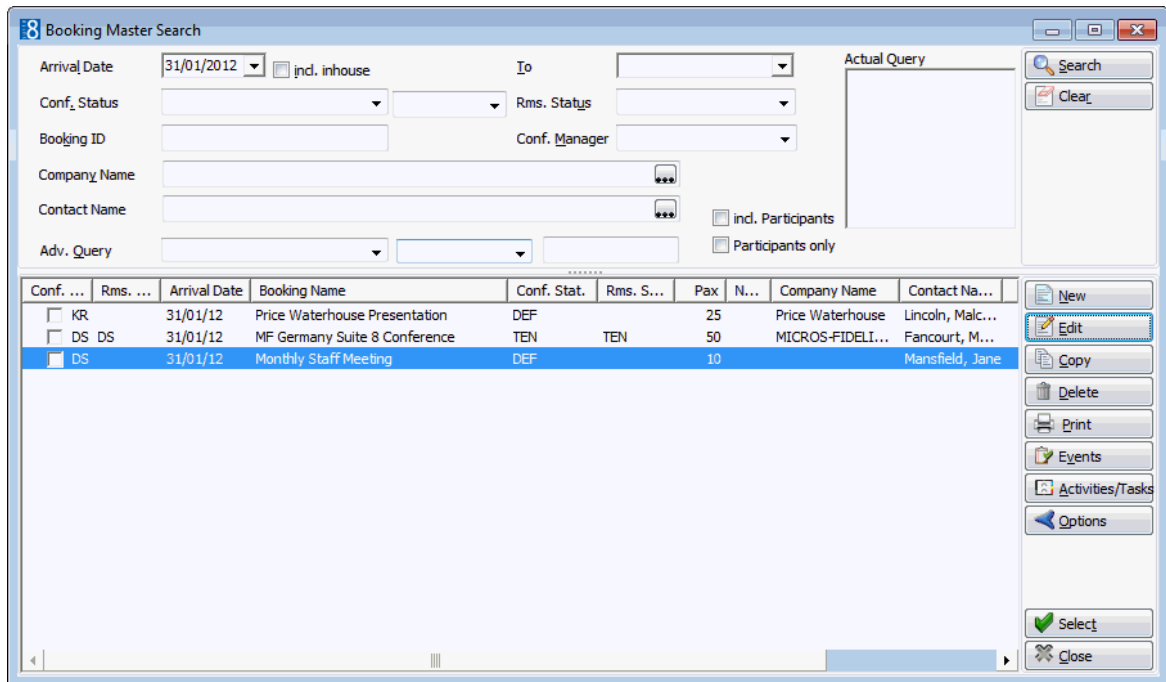 8 Booking Master Search
Arrival Date 31/01/2012 incl. inhouse To Actual Query Search
Conf. Status Rms. Status Clear
Booking ID Conf. Manager
Company Name ...
Contact Name ... incl. Participants
Adv. Query Participants only
Conf. ... Rms. ... Arrival Date Booking Name Conf. Stat. Rms. S... Pax N... Company Name Contact Na... New
KR 31/01/12 Price Waterhouse Presentation DEF 25 Price Waterhouse Lincoln, Malc...
DS DS 31/01/12 MF Germany Suite 8 Conference TEN TEN 50 MICROS-FIDELI... Fancourt, M... Edit
DS 31/01/12 Monthly Staff Meeting DEF 10 Mansfield, Jane Copy
Delete
Print
Events
Activities/Tasks
Options
Select
Close